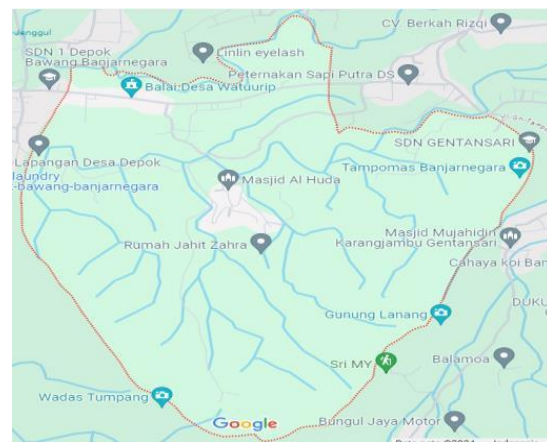 SDN 1 Depok
Bawang Banjarnegara
Linlin eyelash
CV. Berkah Rizqi
Peternakan Sapi Putra DS
Balai Desa Watuurip
Lapangan Desa Depok
laundry
-bawang-banjarnegara
SDN GENTANSARI
Tampomas Banjarnegara
Masjid Al Huda
Masjid Mujahidin
Karangjambu Gentansari
Rumah Jahit Zahra
Cahaya koi Ban
DUKU
Gunung Lanang
Sri MY
Balamoa
Wadas Tumpang
Google
Bungul Jaya Motor